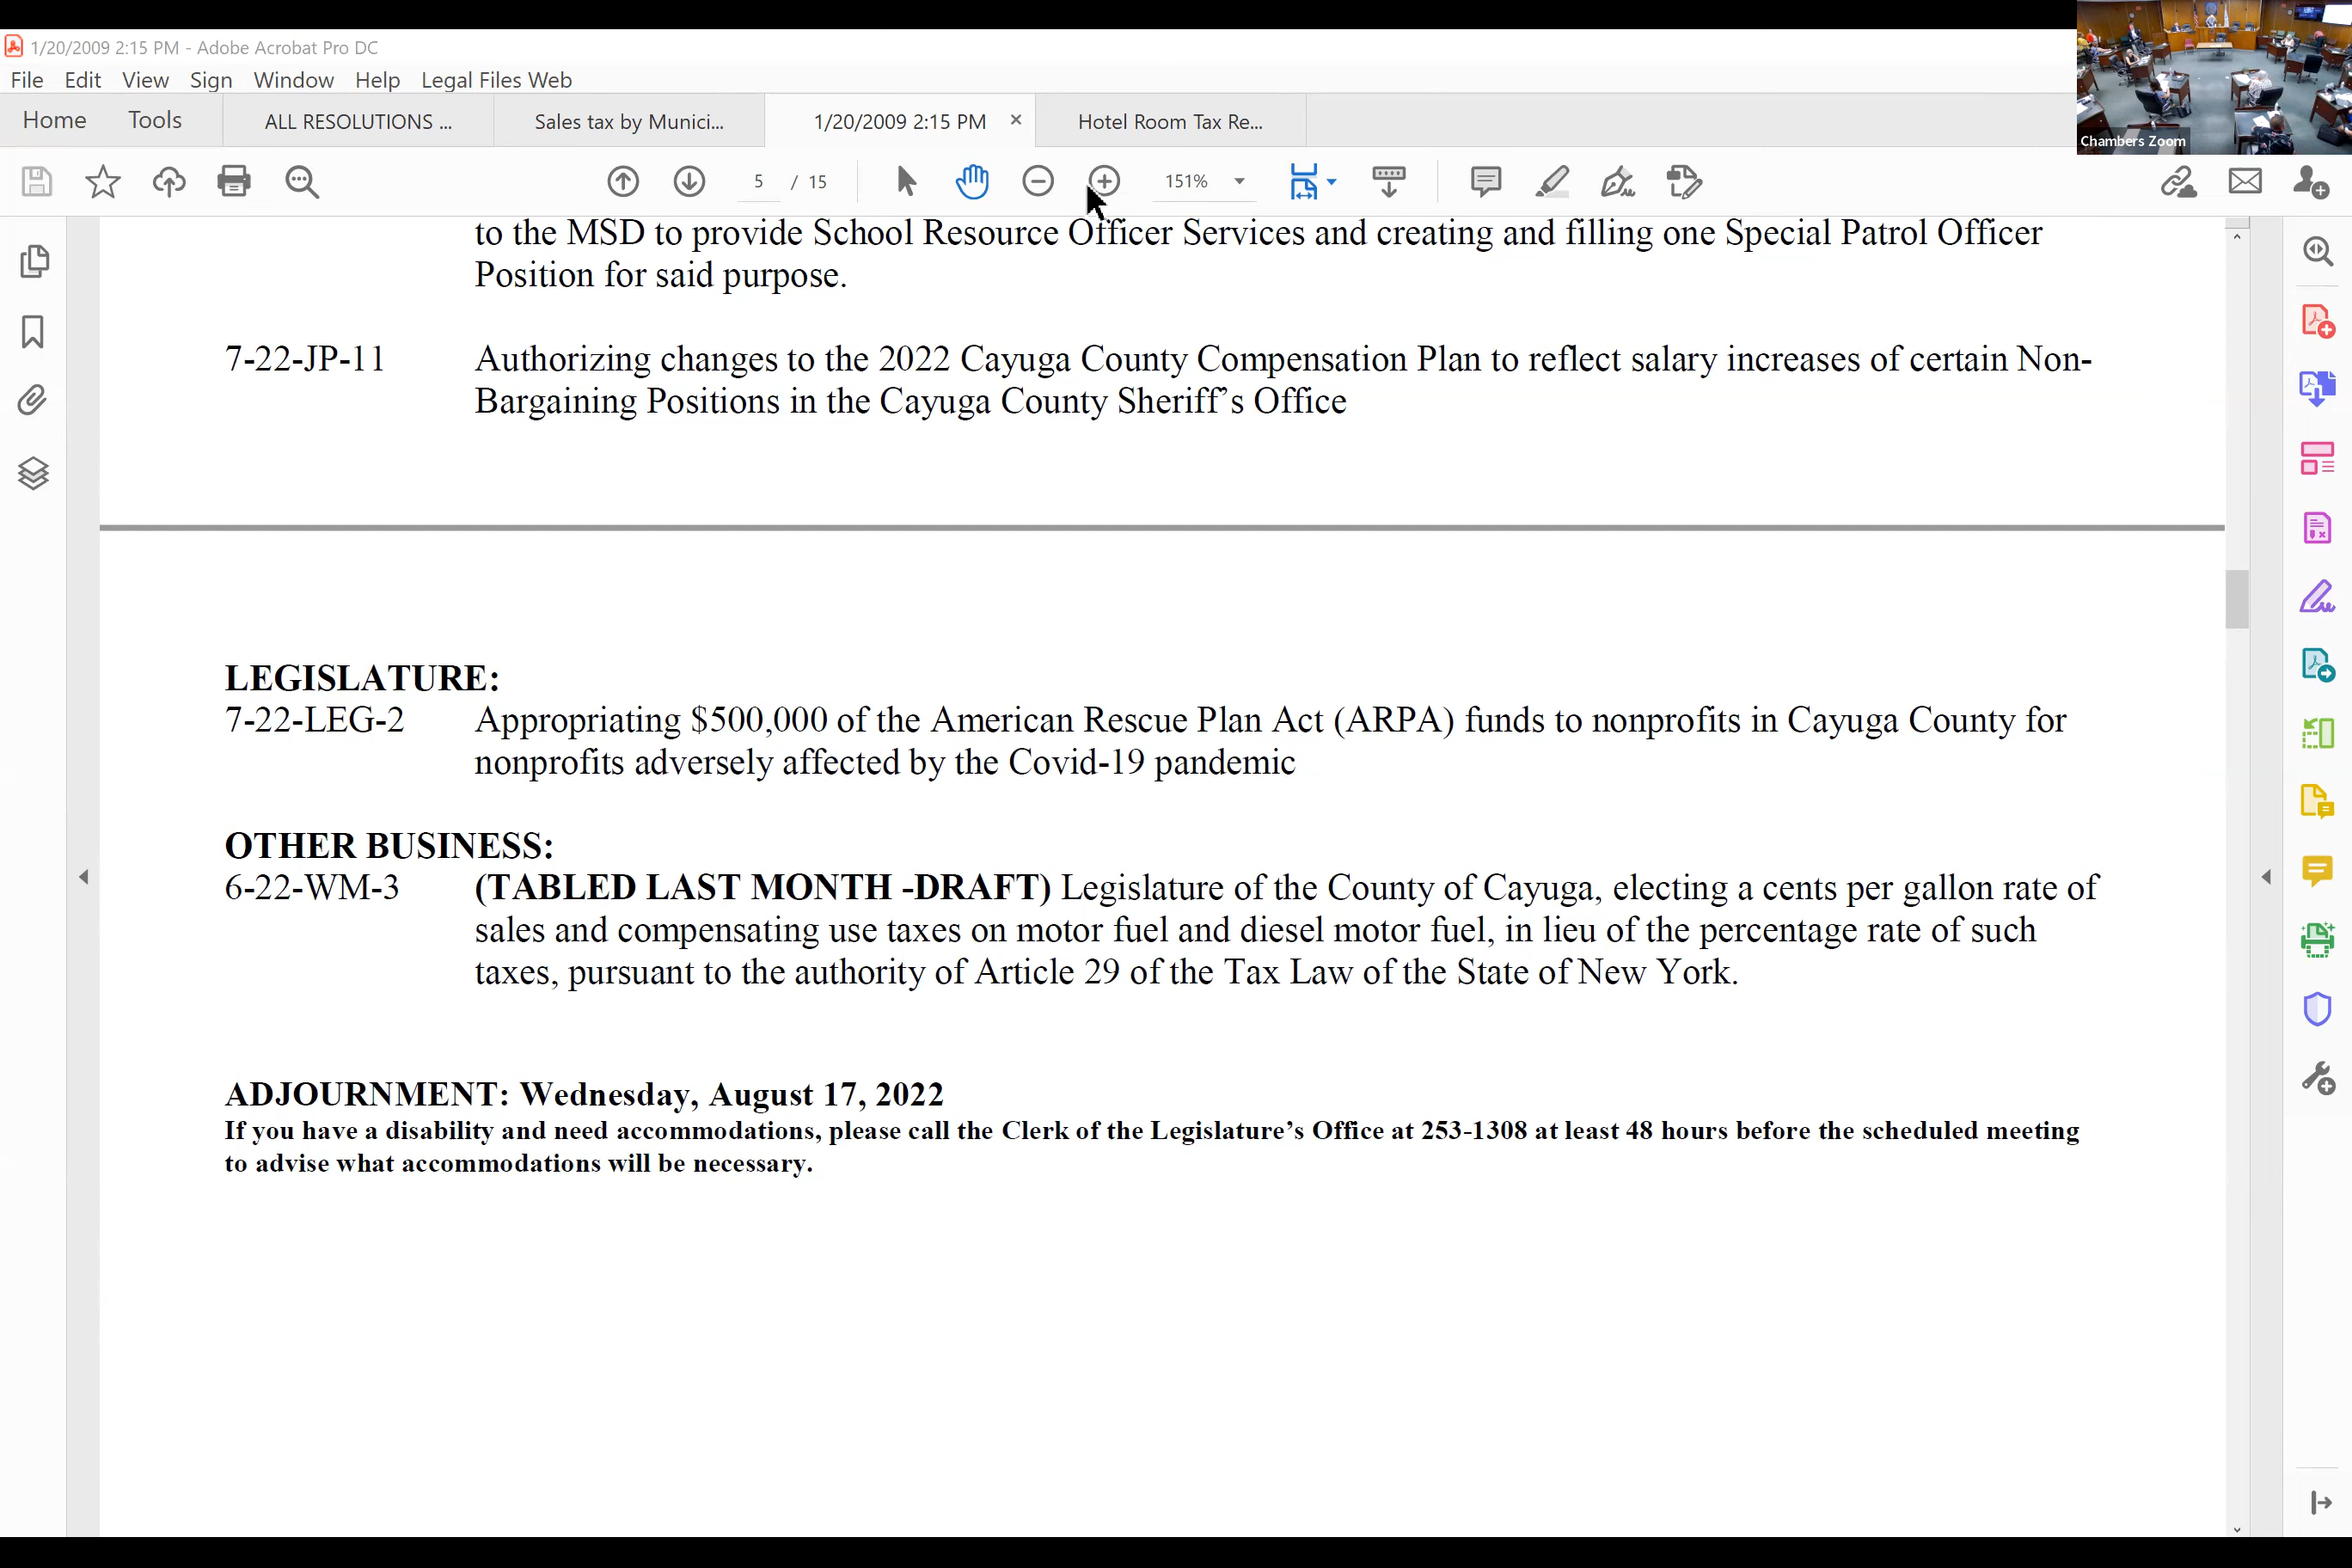 1/20/2009 2:15 PM - Adobe Acrobat Pro DC
File Edit View Sign Window Help Legal Files Web
Home Tools ALL RESOLUTIONS ... Sales tax by Munici... 1/20/2009 2:15 PM × Hotel Room Tax Re...
Chambers Zoom
5 / 15 151%
to the MSD to provide School Resource Officer Services and creating and filling one Special Patrol Officer
Position for said purpose.
7-22-JP-11 Authorizing changes to the 2022 Cayuga County Compensation Plan to reflect salary increases of certain Non-
Bargaining Positions in the Cayuga County Sheriff's Office
LEGISLATURE:
7-22-LEG-2 Appropriating $500,000 of the American Rescue Plan Act (ARPA) funds to nonprofits in Cayuga County for
nonprofits adversely affected by the Covid-19 pandemic
OTHER BUSINESS:
6-22-WM-3 (TABLED LAST MONTH -DRAFT) Legislature of the County of Cayuga, electing a cents per gallon rate of
sales and compensating use taxes on motor fuel and diesel motor fuel, in lieu of the percentage rate of such
taxes, pursuant to the authority of Article 29 of the Tax Law of the State of New York.
ADJOURNMENT: Wednesday, August 17, 2022
If you have a disability and need accommodations, please call the Clerk of the Legislature's Office at 253-1308 at least 48 hours before the scheduled meeting
to advise what accommodations will be necessary.